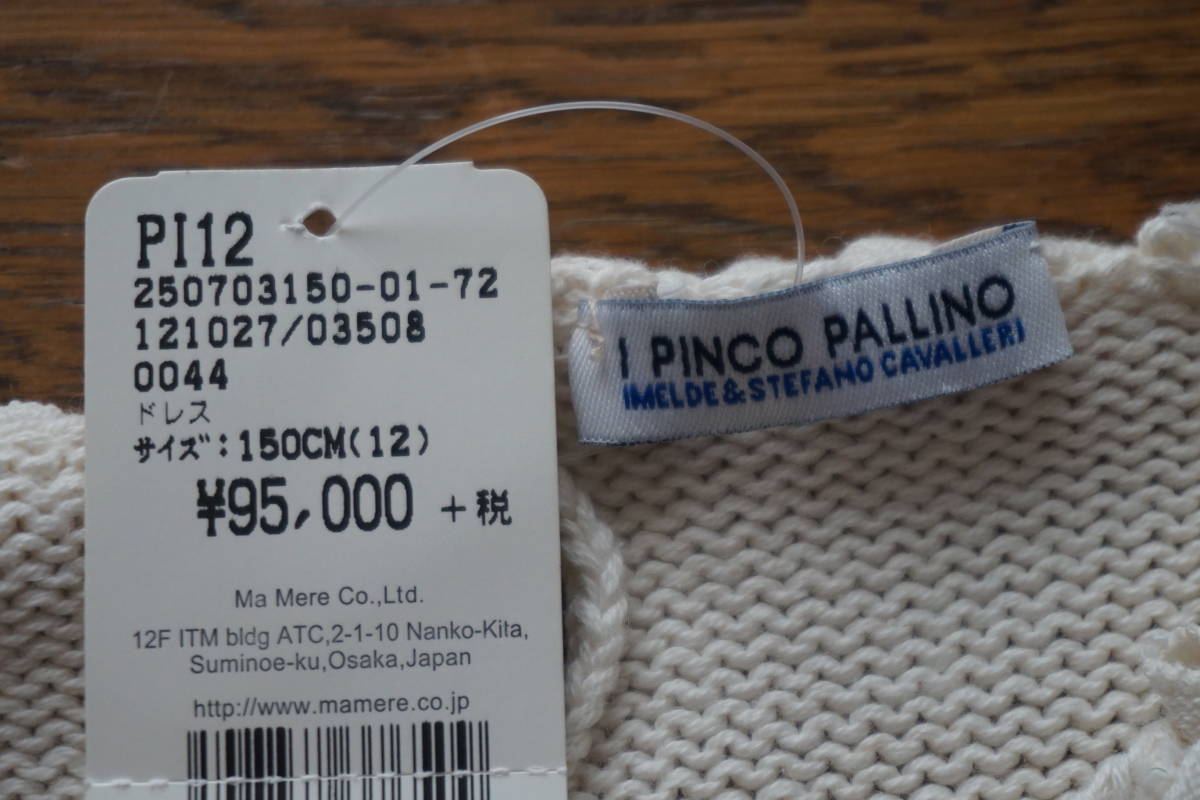 PI12
250703150-01-72
121027/03508
0044
ドレス
サイズ:150CM(12)
¥95,000 +税
Ma Mere Co.,Ltd.
12F ITM bldg ATC,2-1-10 Nanko-Kita,
Suminoe-ku,Osaka,Japan
http://www.mamere.co.jp
I PINCO PALLINO
IMELDE&STEFANO CAVALLERI